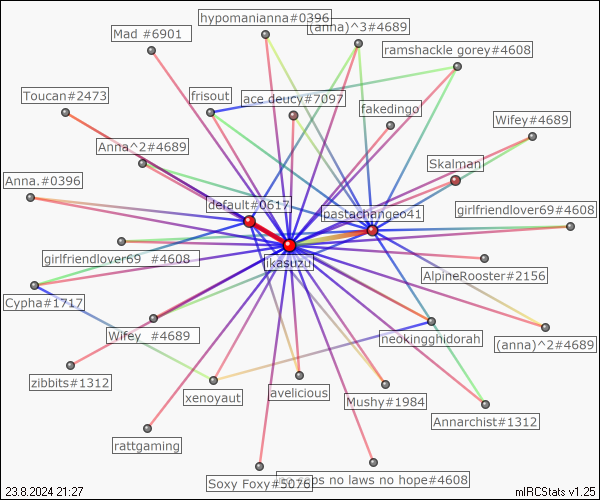 hypomanianna#0396
(anna)^3#4689
Mad #6901
ramshackle gorey#4608
Toucan#2473
frisout
ace deucy#7097
fakedingo
Wifey#4689
Anna^2#4689
Skalman
Anna.#0396
default#0617
pastachangeo41
girlfriendlover69#4608
girlfriendlover69 #4608
ikasuzu
AlpineRooster#2156
Cypha#1717
Wifey #4689
neokingghidorah
(anna)^2#4689
zibbits#1312
xenoyaut
avelicious
Mushy#1984
Annarchist#1312
rattgaming
Soxy Foxy#5076
no laws no hope#4608
23.8.2024 21:27
mIRCStats v1.25